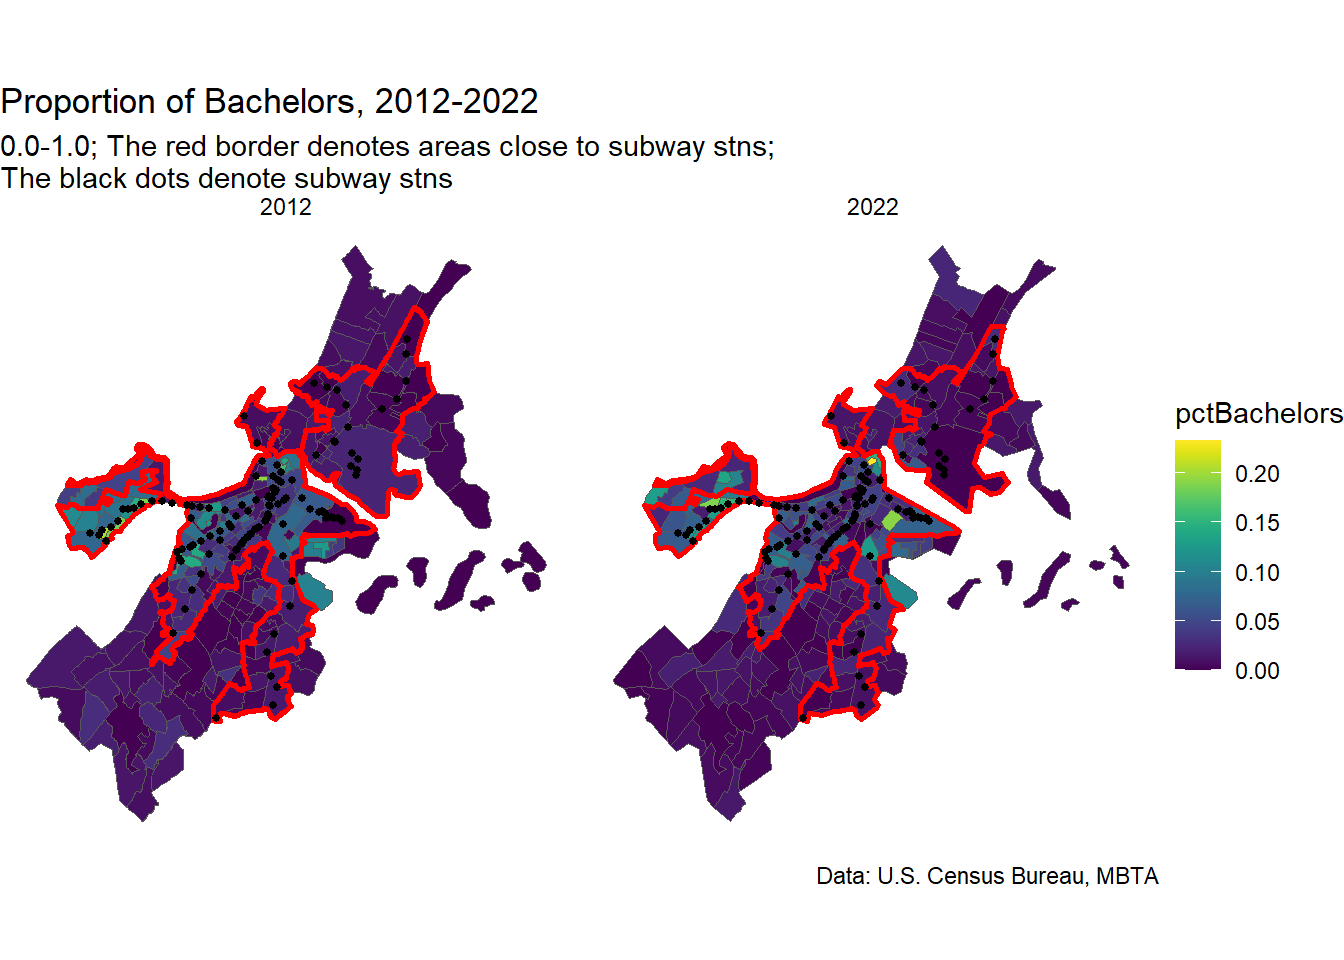 Proportion of Bachelors, 2012-2022
0.0-1.0; The red border denotes areas close to subway stns;
The black dots denote subway stns
2012
2022
pctBachelors
0.20
0.15
0.10
0.05
0.00
Data: U.S. Census Bureau, MBTA